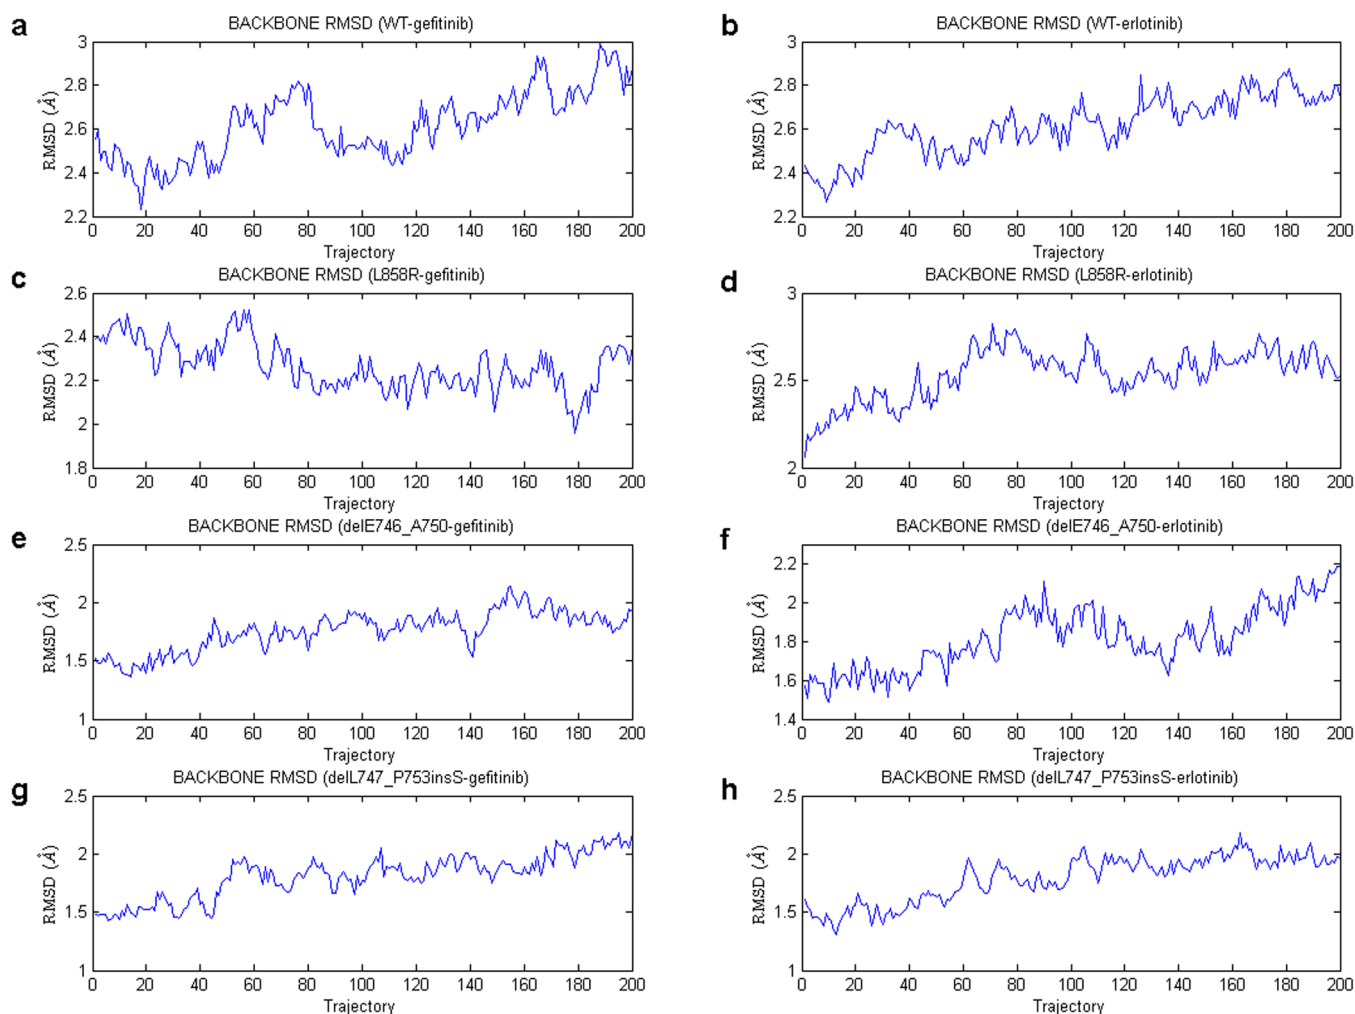 a
BACKBONE RMSD (WT-gefitinib)
3
2.8
2.6
2.4
2.2
RMSD (Å)
0 20 40 60 80 100 120 140 160 180 200
Trajectory
b
BACKBONE RMSD (WT-erlotinib)
3
2.8
2.6
2.4
2.2
RMSD (Å)
0 20 40 60 80 100 120 140 160 180 200
Trajectory
c
BACKBONE RMSD (L858R-gefitinib)
2.6
2.4
2.2
2
1.8
RMSD (Å)
0 20 40 60 80 100 120 140 160 180 200
Trajectory
d
BACKBONE RMSD (L858R-erlotinib)
3
2.5
2
RMSD (Å)
0 20 40 60 80 100 120 140 160 180 200
Trajectory
e
BACKBONE RMSD (delE746_A750-gefitinib)
2.5
2
1.5
1
RMSD (Å)
0 20 40 60 80 100 120 140 160 180 200
Trajectory
f
BACKBONE RMSD (delE746_A750-erlotinib)
2.2
2
1.8
1.6
1.4
RMSD (Å)
0 20 40 60 80 100 120 140 160 180 200
Trajectory
g
BACKBONE RMSD (delL747_P753insS-gefitinib)
2.5
2
1.5
1
RMSD (Å)
0 20 40 60 80 100 120 140 160 180 200
Trajectory
h
BACKBONE RMSD (delL747_P753insS-erlotinib)
2.5
2
1.5
1
RMSD (Å)
0 20 40 60 80 100 120 140 160 180 200
Trajectory